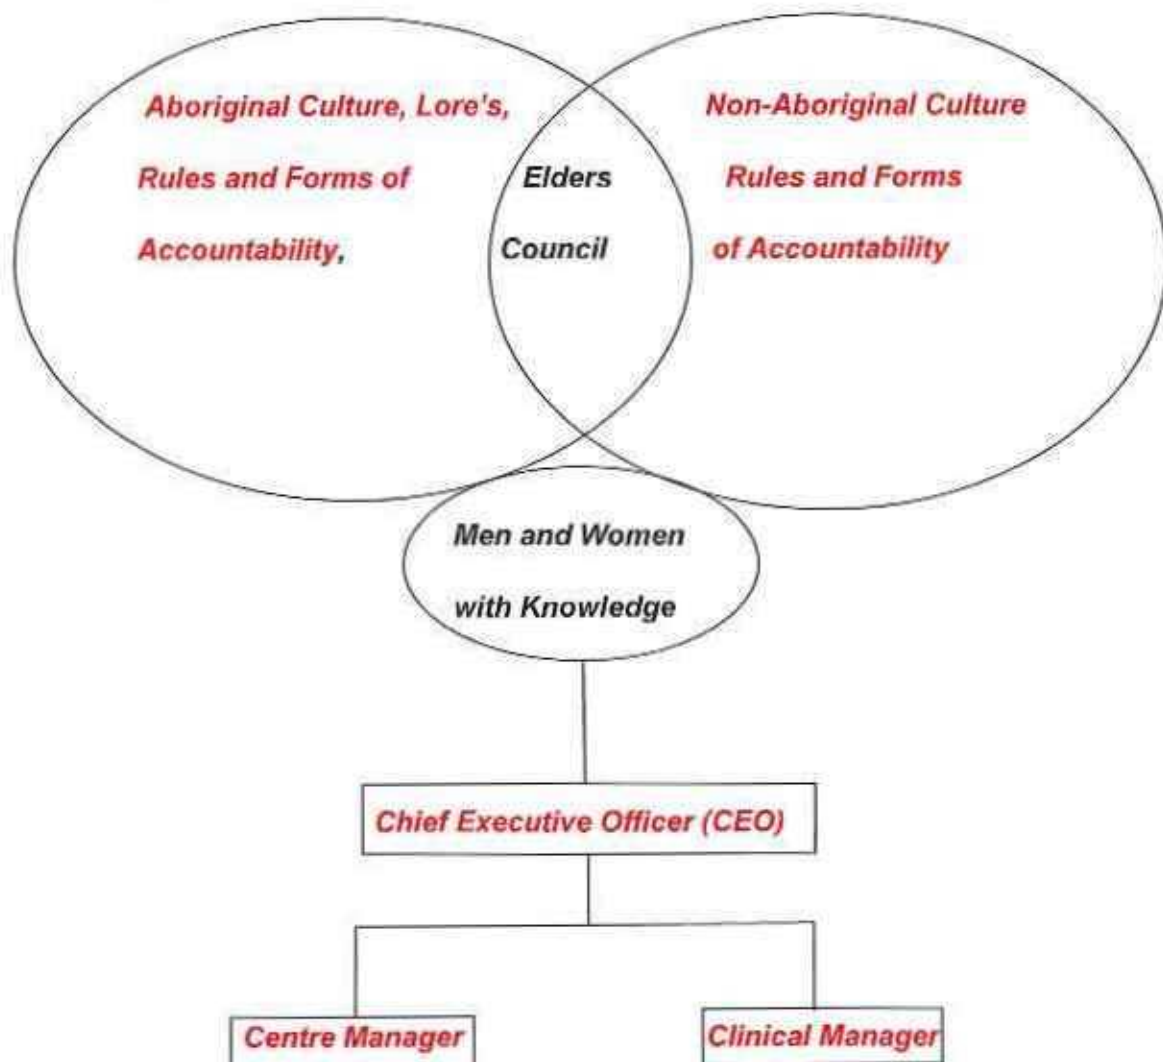 Aboriginal Culture, Lore's,
Rules and Forms of
Accountability,
Elders
Council
Non-Aboriginal Culture
Rules and Forms
of Accountability
Men and Women
with Knowledge
Chief Executive Officer (CEO)
Centre Manager
Clinical Manager